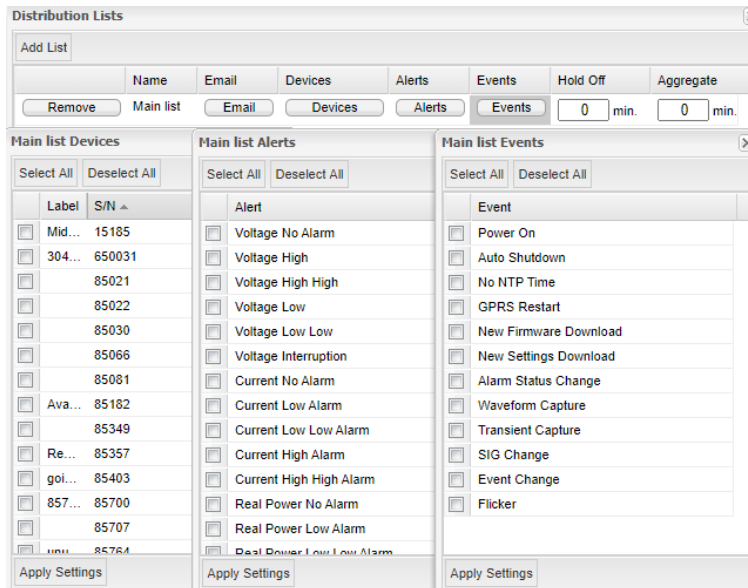 Distribution Lists
Add List
Name Email Devices Alerts Events Hold Off Aggregate
Remove Main list Email Devices Alerts Events 0 min. 0 min.
Main list Devices
Select All Deselect All
Label S/N
Mid... 15185
304... 650031
85021
85022
85030
85066
85081
Ava... 85182
85349
Re... 85357
goi... 85403
857... 85700
85707
unu... 85764
Apply Settings
Main list Alerts
Select All Deselect All
Alert
Voltage No Alarm
Voltage High
Voltage High High
Voltage Low
Voltage Low Low
Voltage Interruption
Current No Alarm
Current Low Alarm
Current Low Low Alarm
Current High Alarm
Current High High Alarm
Real Power No Alarm
Real Power Low Alarm
Real Power Low Low Alarm
Apply Settings
Main list Events
Select All Deselect All
Event
Power On
Auto Shutdown
No NTP Time
GPRS Restart
New Firmware Download
New Settings Download
Alarm Status Change
Waveform Capture
Transient Capture
SIG Change
Event Change
Flicker
Apply Settings